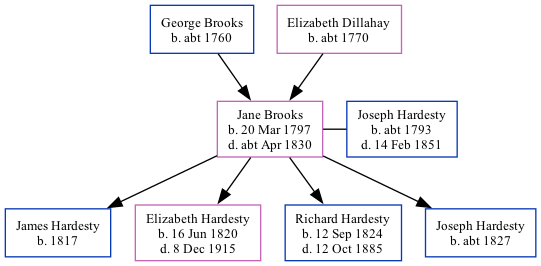 George Brooks
b. abt 1760
Elizabeth Dillahay
b. abt 1770
Jane Brooks
b. 20 Mar 1797
d. abt Apr 1830
Joseph Hardesty
b. abt 1793
d. 14 Feb 1851
James Hardesty
b. 1817
Elizabeth Hardesty
b. 16 Jun 1820
d. 8 Dec 1915
Richard Hardesty
b. 12 Sep 1824
d. 12 Oct 1885
Joseph Hardesty
b. abt 1827